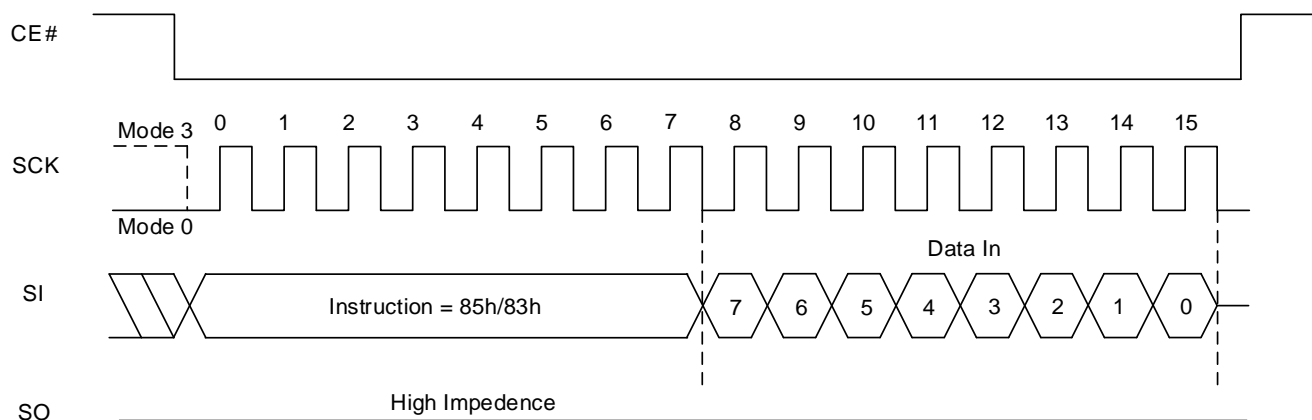 CE#
Mode 3 0 1 2 3 4 5 6 7 8 9 10 11 12 13 14 15
SCK
Mode 0
Data In
SI Instruction = 85h/83h 7 6 5 4 3 2 1 0
High Impedence
SO